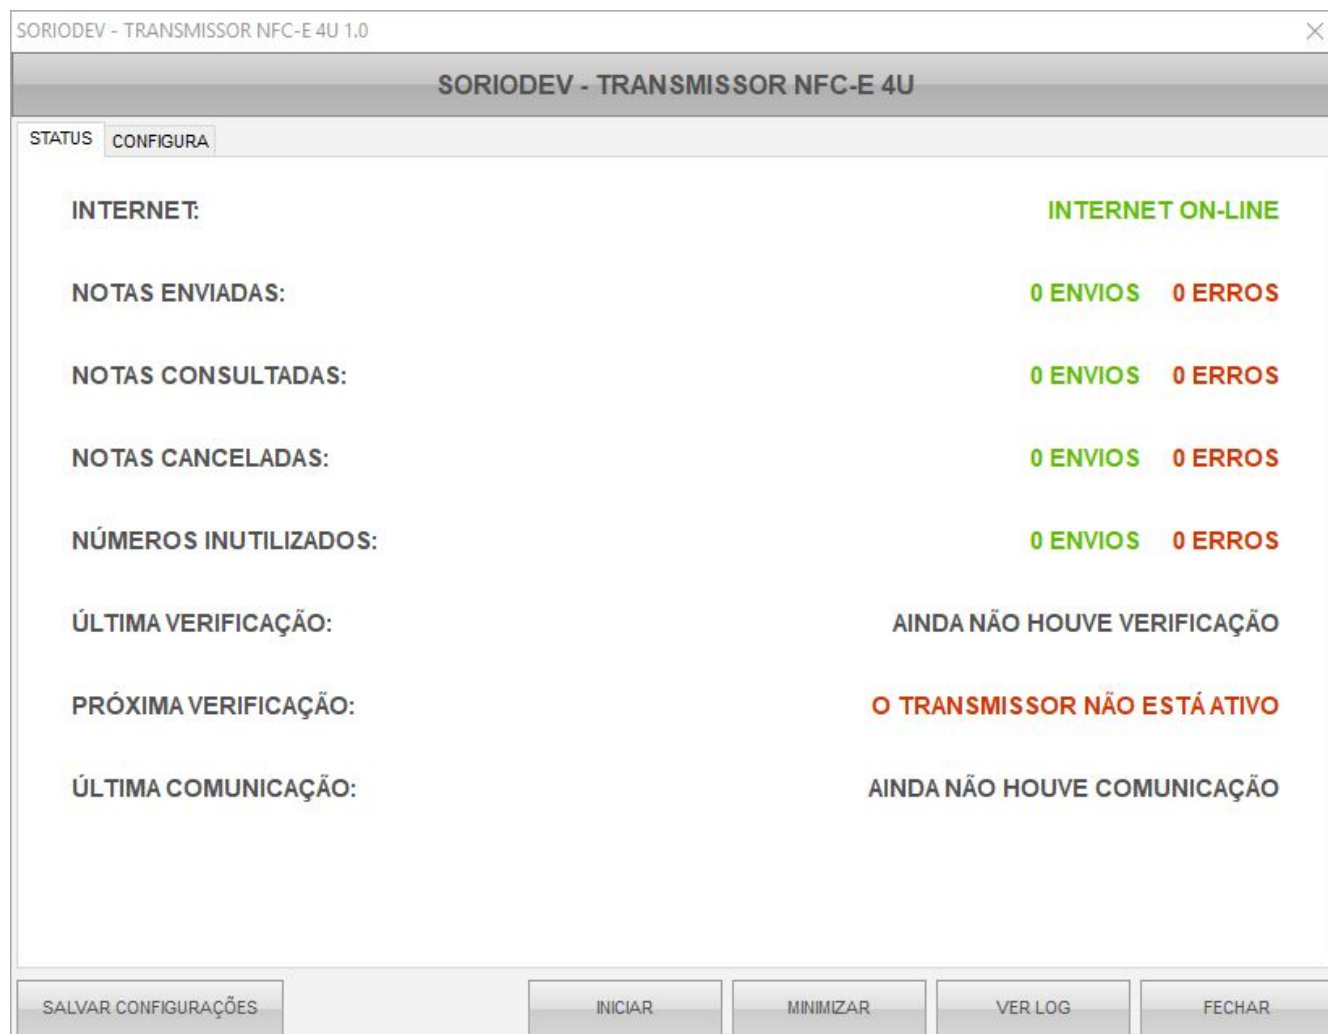 SORIODEV - TRANSMISSOR NFC-E 4U 1.0
SORIODEV - TRANSMISSOR NFC-E 4U
STATUS CONFIGURA
INTERNET: INTERNET ON-LINE
NOTAS ENVIADAS: 0 ENVIOS 0 ERROS
NOTAS CONSULTADAS: 0 ENVIOS 0 ERROS
NOTAS CANCELADAS: 0 ENVIOS 0 ERROS
NÚMEROS INUTILIZADOS: 0 ENVIOS 0 ERROS
ÚLTIMA VERIFICAÇÃO: AINDA NÃO HOUVE VERIFICAÇÃO
PRÓXIMA VERIFICAÇÃO: O TRANSMISSOR NÃO ESTÁ ATIVO
ÚLTIMA COMUNICAÇÃO: AINDA NÃO HOUVE COMUNICAÇÃO
SALVAR CONFIGURAÇÕES INICIAR MINIMIZAR VER LOG FECHAR